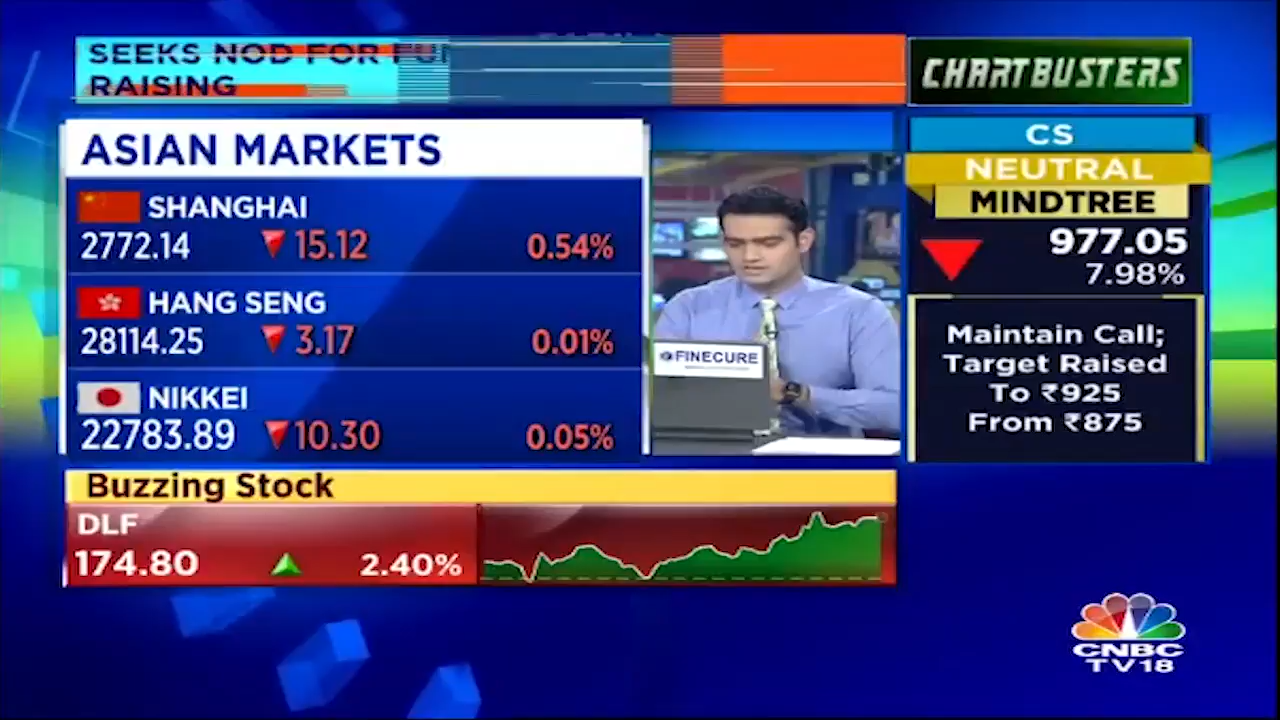 SEEKS NOD FOR
RAISING
CHARTBUSTERS
ASIAN MARKETS
SHANGHAI
2772.14 15.12 0.54%
HANG SENG
28114.25 3.17 0.01%
NIKKEI
22783.89 10.30 0.05%
FINECURE
CS
NEUTRAL
MINDTREE
977.05
7.98%
Maintain Call;
Target Raised
To ₹925
From ₹875
Buzzing Stock
DLF
174.80 2.40%
CNBC
TV18